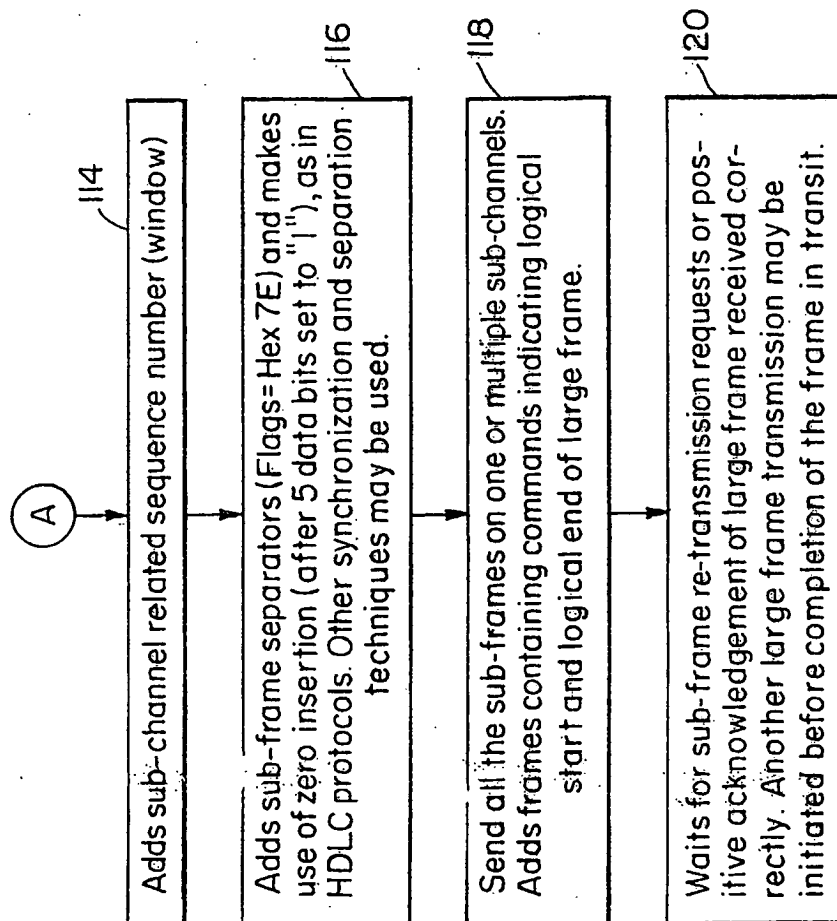 A
114
Adds sub-channel related sequence number (window)
116
Adds sub-frame separators (Flags = Hex 7E) and makes
use of zero insertion (after 5 data bits set to "1"), as in
HDLC protocols. Other synchronization and separation
techniques may be used.
118
Send all the sub-frames on one or multiple sub-channels.
Adds frames containing commands indicating logical
start and logical end of large frame.
120
Waits for sub-frame re-transmission requests or pos-
itive acknowledgement of large frame received cor-
rectly. Another large frame transmission may be
initiated before completion of the frame in transit.